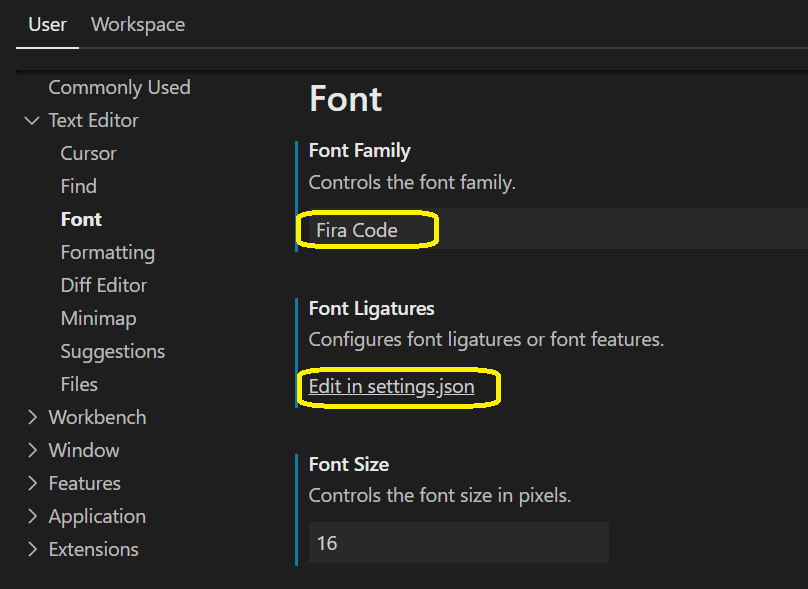 User Workspace
Commonly Used
Text Editor
Cursor
Find
Font
Formatting
Diff Editor
Minimap
Suggestions
Files
Workbench
Window
Features
Application
Extensions
Font
Font Family
Controls the font family.
Fira Code
Font Ligatures
Configures font ligatures or font features.
Edit in settings.json
Font Size
Controls the font size in pixels.
16